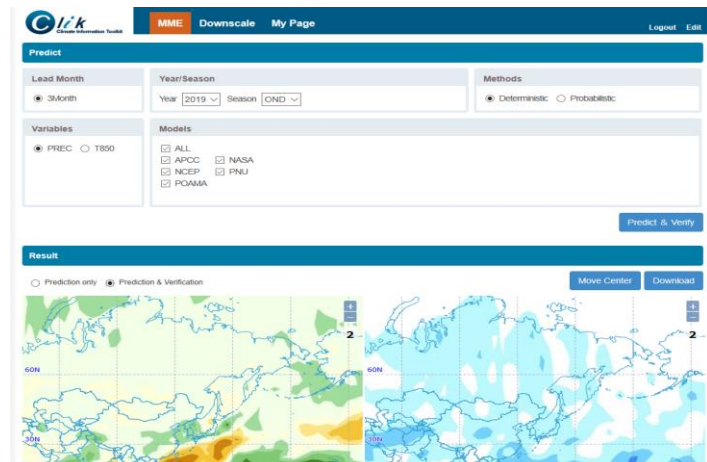 Clik
Climate Information Toolkit
MME Downscale My Page
Logout Edit
Predict
Lead Month
3Month
Year/Season
Year 2019 Season OND
Methods
Deterministic Probabilistic
Variables
PREC T850
Models
ALL
APCC NASA
NCEP PNU
POAMA
Predict & Verify
Result
Prediction only Prediction & Verification
Move Center Download
+ +
2 2
60N 60N
30N 30N